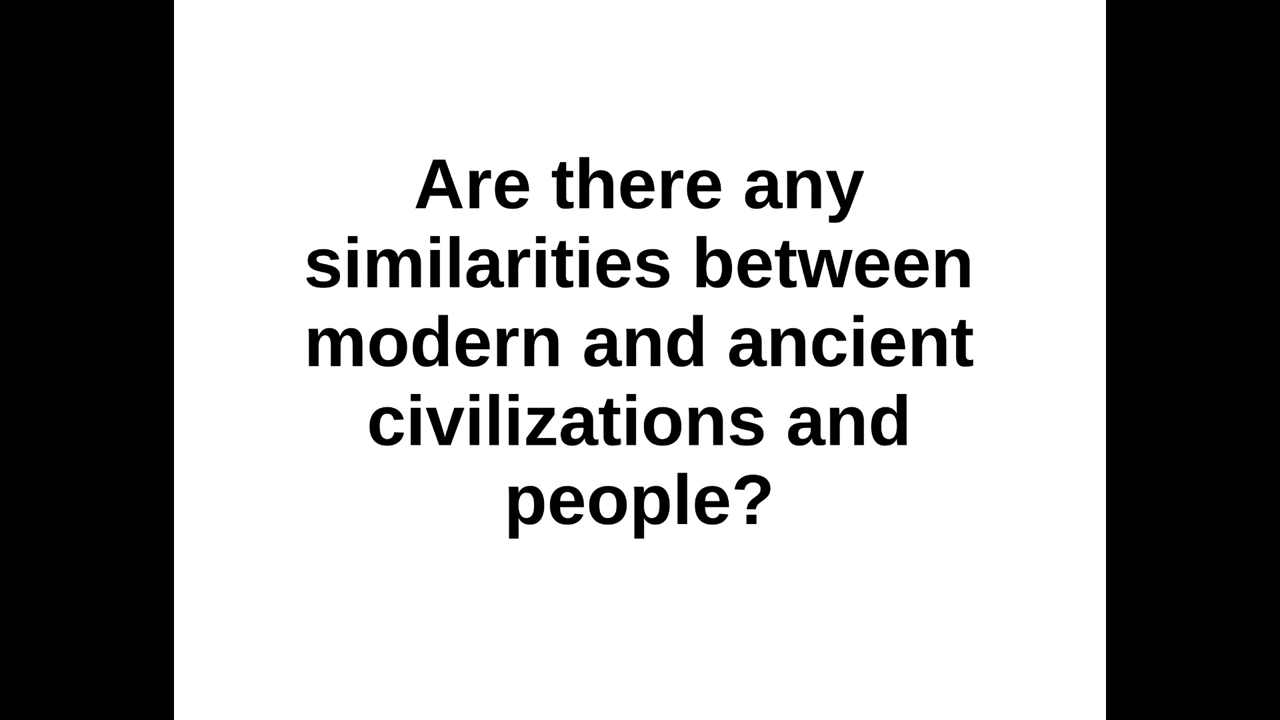 Are there any
similarities between
modern and ancient
civilizations and
people?